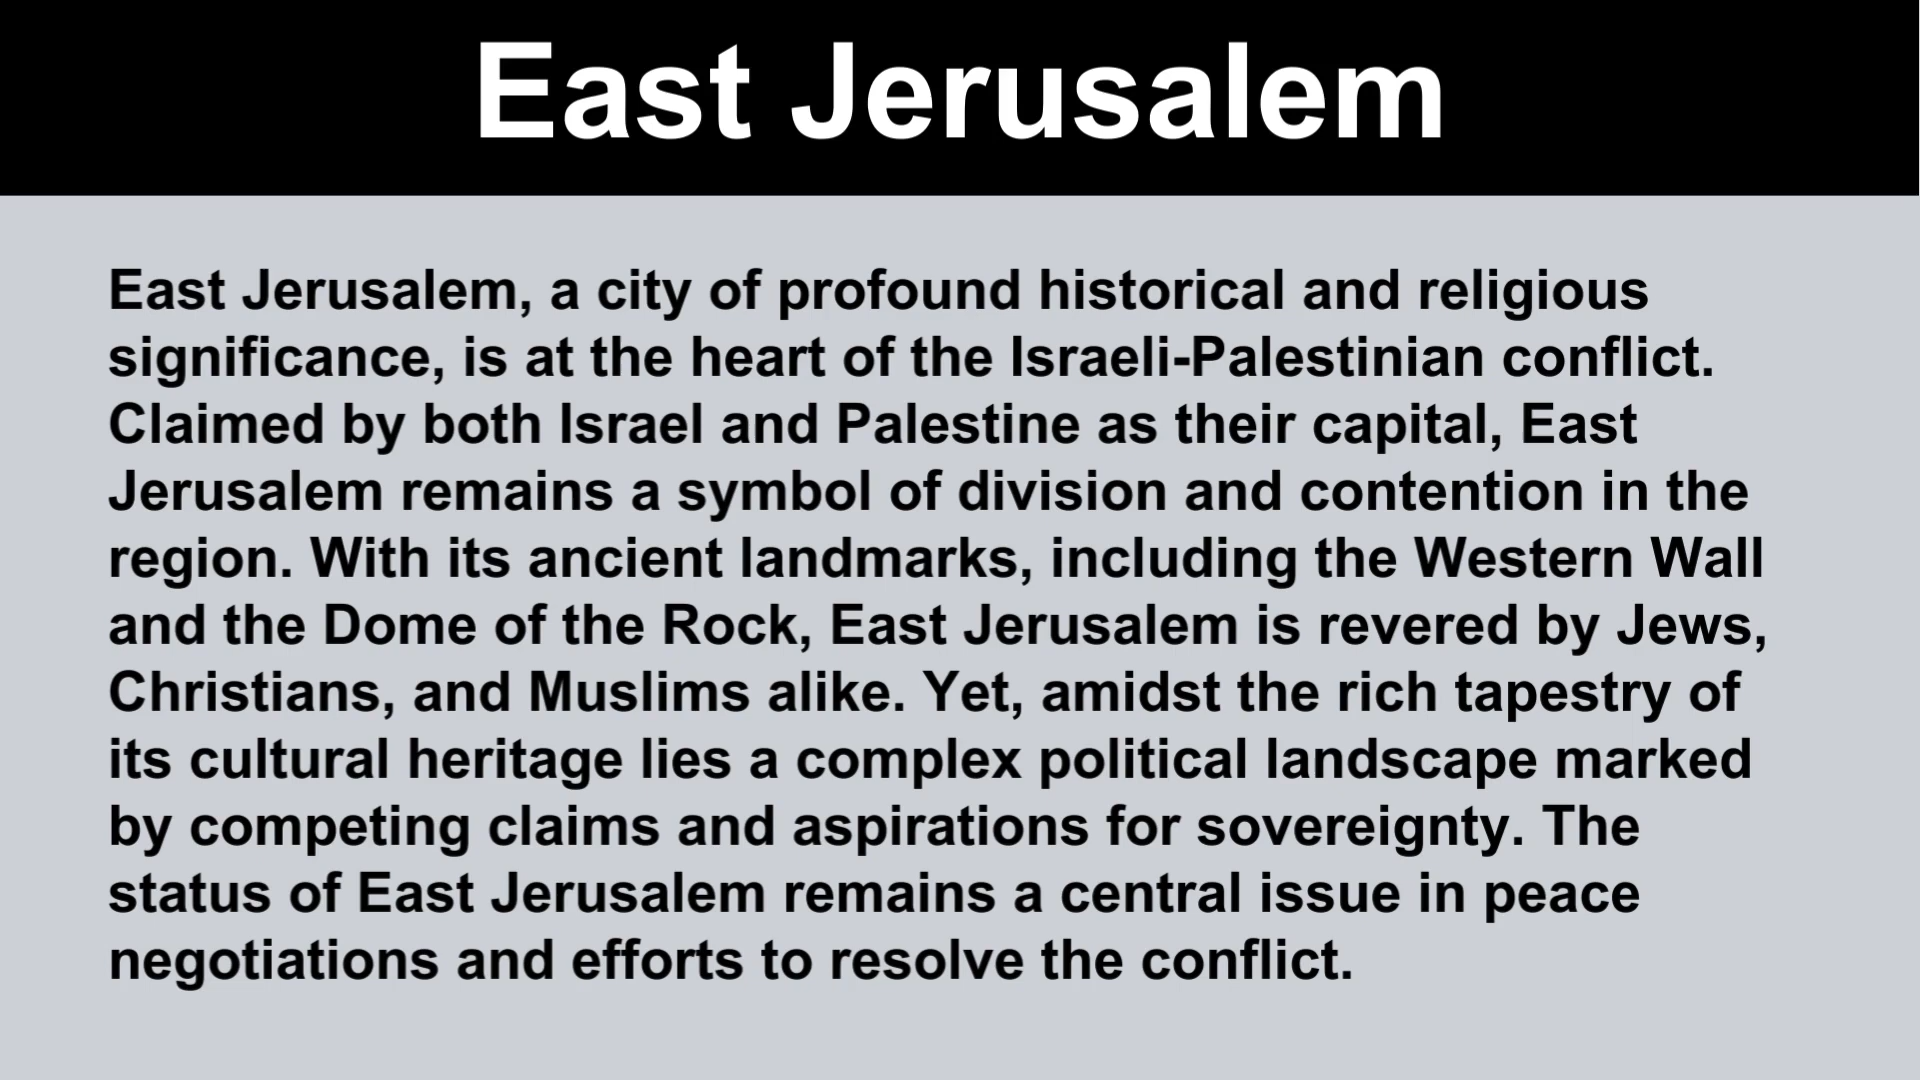 East Jerusalem
East Jerusalem, a city of profound historical and religious
significance, is at the heart of the Israeli-Palestinian conflict.
Claimed by both Israel and Palestine as their capital, East
Jerusalem remains a symbol of division and contention in the
region. With its ancient landmarks, including the Western Wall
and the Dome of the Rock, East Jerusalem is revered by Jews,
Christians, and Muslims alike. Yet, amidst the rich tapestry of
its cultural heritage lies a complex political landscape marked
by competing claims and aspirations for sovereignty. The
status of East Jerusalem remains a central issue in peace
negotiations and efforts to resolve the conflict.